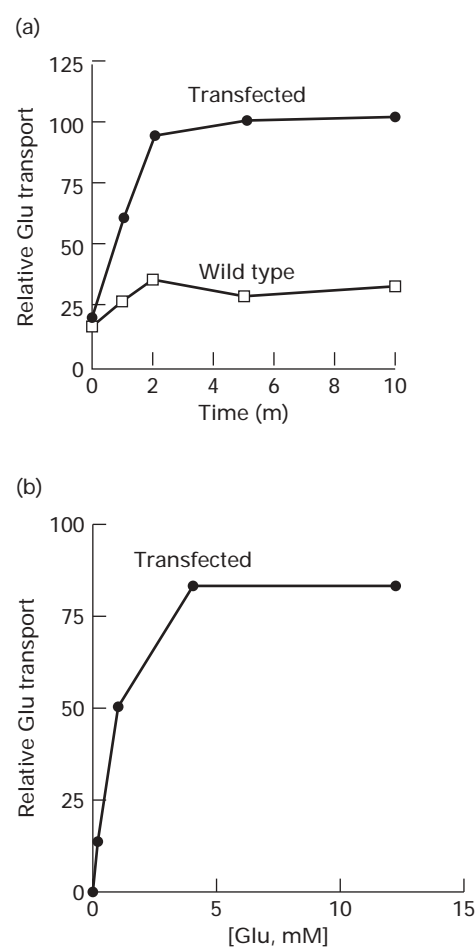 (a)
125
Transfected
100
75
Relative Glu transport
50
Wild type
25
0
0 2 4 6 8 10
Time (m)
(b)
100
Transfected
75
Relative Glu transport
50
25
0
0 5 10 15
[Glu, mM]